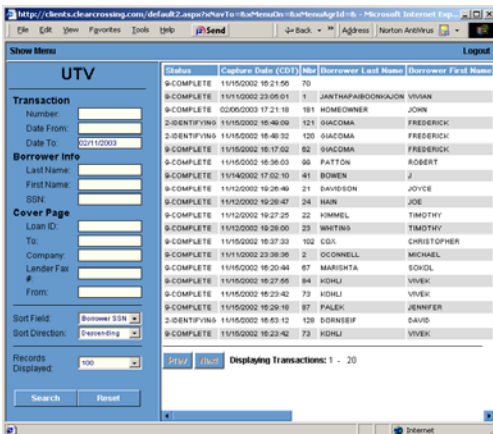 http://clients.clearcrossing.com/default2.aspx?xNavTo=&xMenuOn=&xMenuAgrId=& - Microsoft Internet Exp...
File Edit View Favorites Tools Help Send Back Address Norton AntiVirus
Show Menu Logout
UTV
Transaction
Number:
Date From:
Date To: 02/11/2003
Borrower Info
Last Name:
First Name:
SSN:
Cover Page
Loan ID:
To:
Company:
Lender Fax #:
From:
Sort Field: Borrower SSN
Sort Direction: Descending
Records Displayed: 100
Search Reset
Status Capture Date (CDT) Nbr Borrower Last Name Borrower First Name
9-COMPLETE 11/15/2002 16:21:56 70
9-COMPLETE 11/11/2002 23:05:01 1 JANTHAPAIBOONKAJON VIVIAN
9-COMPLETE 02/06/2003 17:21:18 181 HOMEOWNER JOHN
2-IDENTIFYING 11/15/2002 16:49:09 121 GIACOMA FREDERICK
2-IDENTIFYING 11/15/2002 16:48:32 120 GIACOMA FREDERICK
9-COMPLETE 11/15/2002 16:17:02 62 GIACOMA FREDERICK
9-COMPLETE 11/15/2002 16:36:03 99 PATTON ROBERT
9-COMPLETE 11/14/2002 17:02:10 41 BOWEN J
9-COMPLETE 11/12/2002 19:26:49 21 DAVIDSON JOYCE
9-COMPLETE 11/12/2002 19:28:47 24 HAIN JOE
9-COMPLETE 11/12/2002 19:27:25 22 KIMMEL TIMOTHY
9-COMPLETE 11/12/2002 19:28:00 23 WHITING TIMOTHY
9-COMPLETE 11/15/2002 16:37:33 102 COX CHRISTOPHER
9-COMPLETE 11/11/2002 23:38:36 2 OCONNELL MICHAEL
9-COMPLETE 11/15/2002 16:20:44 67 MARISHTA SOKOL
9-COMPLETE 11/15/2002 16:27:55 84 KOHLI VIVEK
9-COMPLETE 11/15/2002 16:23:42 73 KOHLI VIVEK
9-COMPLETE 11/15/2002 16:29:18 87 PALEK JENNIFER
2-IDENTIFYING 11/15/2002 16:53:12 128 DORNSEIF DAVID
9-COMPLETE 11/15/2002 16:23:42 73 KOHLI VIVEK
Prev Next Displaying Transactions: 1 - 20
Internet